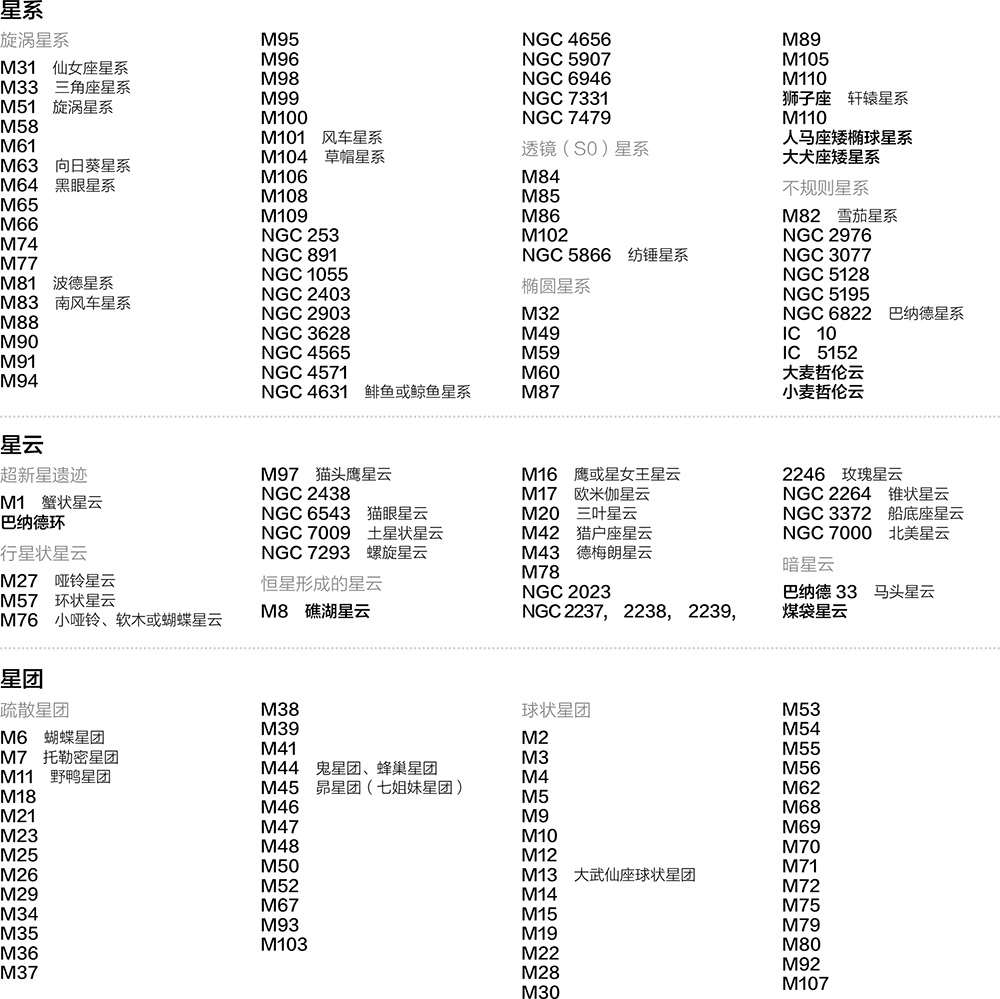 星系
旋涡星系
M31 仙女座星系
M33 三角座星系
M51 旋涡星系
M58
M61
M63 向日葵星系
M64 黑眼星系
M65
M66
M74
M77
M81 波德星系
M83 南风车星系
M88
M90
M91
M94
M95
M96
M98
M99
M100
M101 风车星系
M104 草帽星系
M106
M108
M109
NGC 253
NGC 891
NGC 1055
NGC 2403
NGC 2903
NGC 3628
NGC 4565
NGC 4571
NGC 4631 鲱鱼或鲸鱼星系
NGC 4656
NGC 5907
NGC 6946
NGC 7331
NGC 7479
透镜（S0）星系
M84
M85
M86
M102
NGC 5866 纺锤星系
椭圆星系
M32
M49
M59
M60
M87
M89
M105
M110
狮子座 轩辕星系
M110
人马座矮椭球星系
大犬座矮星系
不规则星系
M82 雪茄星系
NGC 2976
NGC 3077
NGC 5128
NGC 5195
NGC 6822 巴纳德星系
IC 10
IC 5152
大麦哲伦云
小麦哲伦云
星云
超新星遗迹
M1 蟹状星云
巴纳德环
行星状星云
M27 哑铃星云
M57 环状星云
M76 小哑铃、软木或蝴蝶星云
M97 猫头鹰星云
NGC 2438
NGC 6543 猫眼星云
NGC 7009 土星状星云
NGC 7293 螺旋星云
恒星形成的星云
M8 礁湖星云
M16 鹰或星女王星云
M17 欧米伽星云
M20 三叶星云
M42 猎户座星云
M43 德梅朗星云
M78
NGC 2023
NGC 2237， 2238， 2239，
2246 玫瑰星云
NGC 2264 锥状星云
NGC 3372 船底座星云
NGC 7000 北美星云
暗星云
巴纳德 33 马头星云
煤袋星云
星团
疏散星团
M6 蝴蝶星团
M7 托勒密星团
M11 野鸭星团
M18
M21
M23
M25
M26
M29
M34
M35
M36
M37
M38
M39
M41
M44 鬼星团、蜂巢星团
M45 昴星团（七姐妹星团）
M46
M47
M48
M50
M52
M67
M93
M103
球状星团
M2
M3
M4
M5
M9
M10
M12
M13 大武仙座球状星团
M14
M15
M19
M22
M28
M30
M53
M54
M55
M56
M62
M68
M69
M70
M71
M72
M75
M79
M80
M92
M107